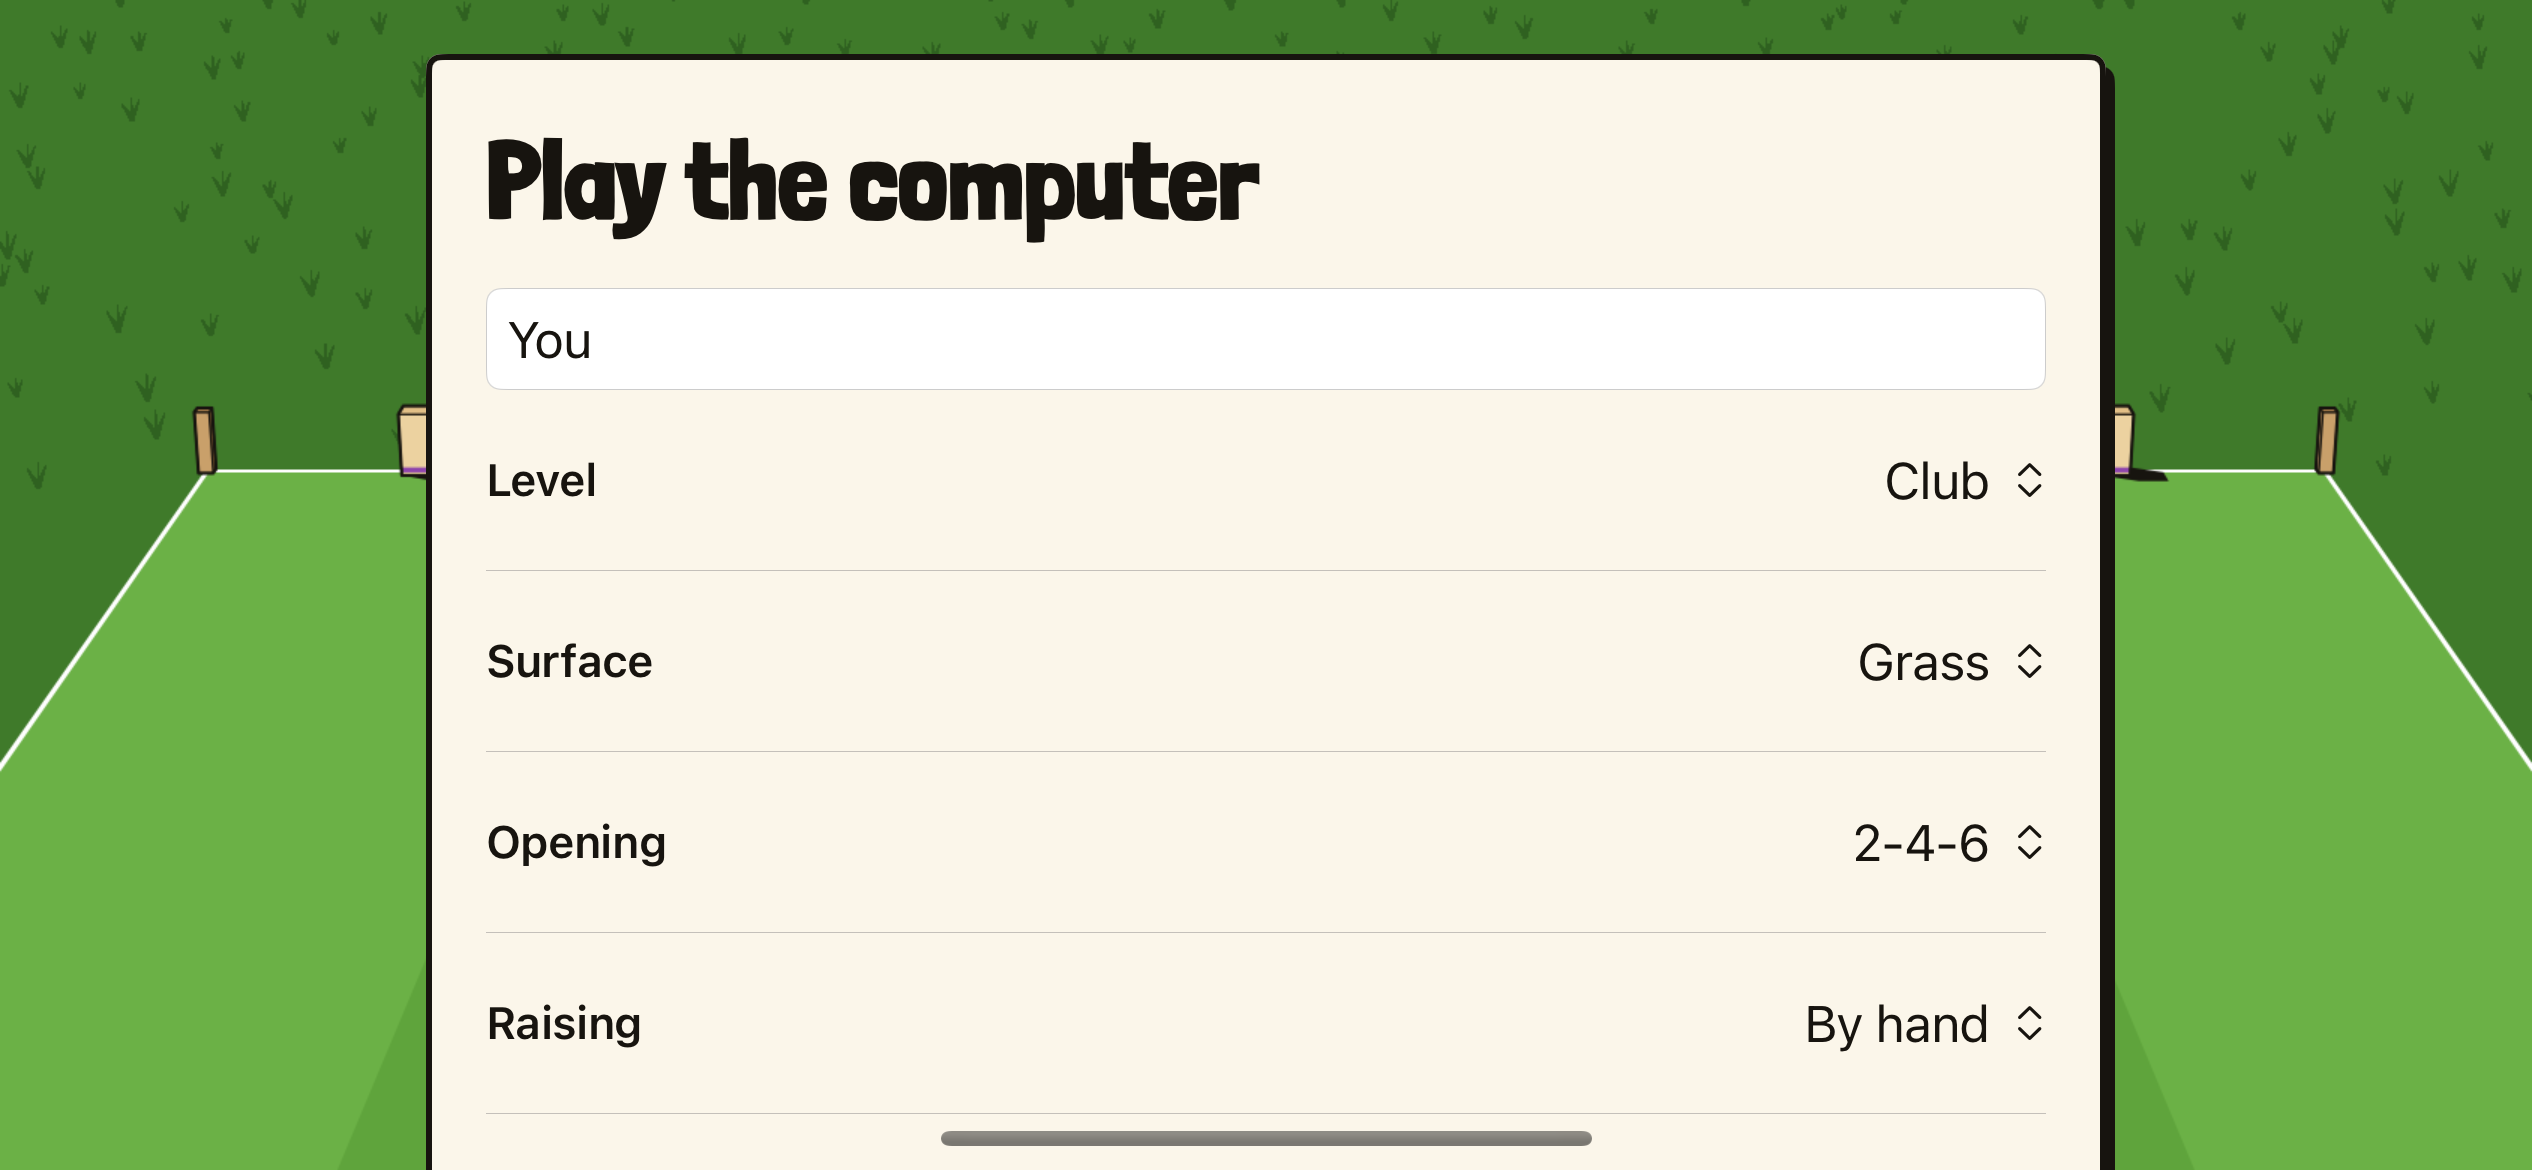 Play the computer
You
Level Club
Surface Grass
Opening 2-4-6
Raising By hand